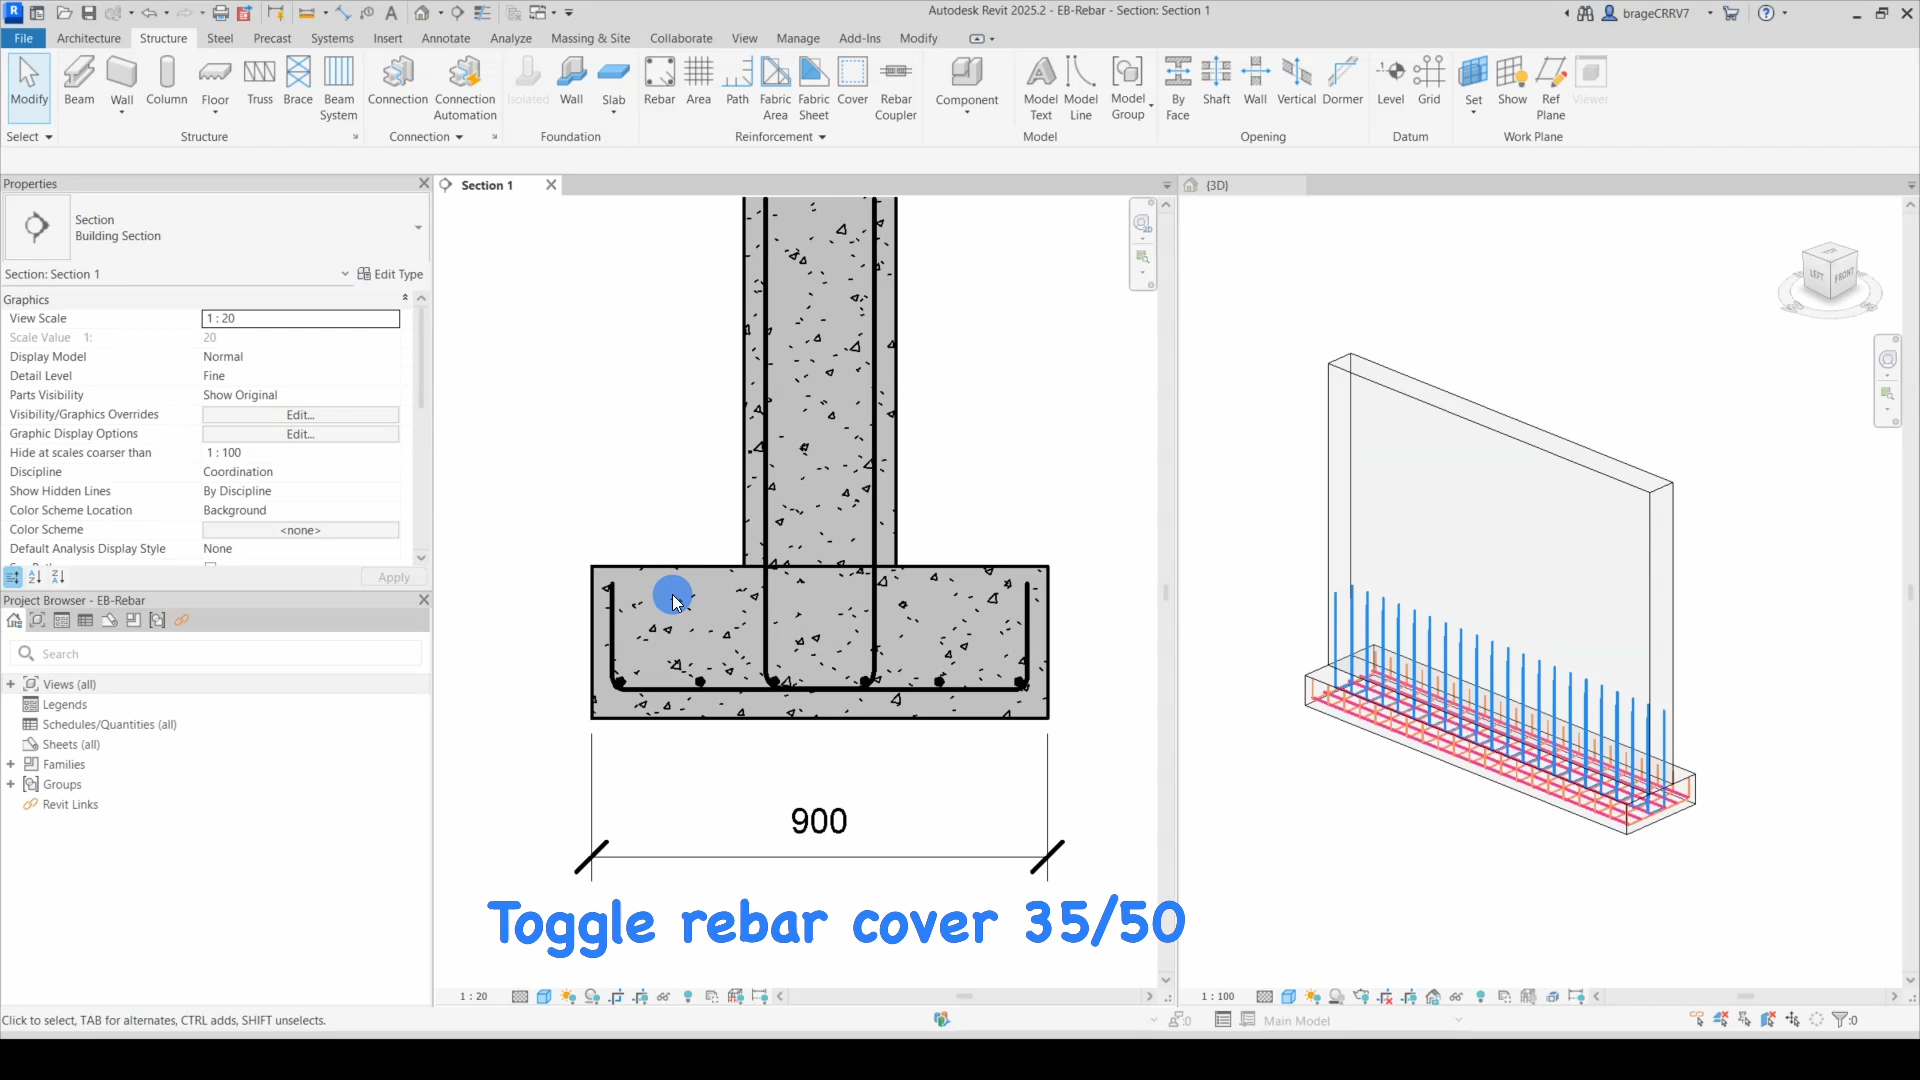 Autodesk Revit 2025.2 - EB-Rebar - Section: Section 1
brageCRRV7
File Architecture Structure Steel Precast Systems Insert Annotate Analyze Massing & Site Collaborate View Manage Add-Ins Modify
Modify Beam Wall Column Floor Truss Brace Beam System Connection Connection Automation Isolated Wall Slab Rebar Area Path Fabric Area Fabric Sheet Cover Rebar Coupler Component Model Text Model Line Model Group By Face Shaft Wall Vertical Dormer Level Grid Set Show Ref Plane Viewer
Select Structure Connection Foundation Reinforcement Model Opening Datum Work Plane
Properties
Section
Building Section
Section: Section 1
Edit Type
Graphics
View Scale 1 : 20
Scale Value 1: 20
Display Model Normal
Detail Level Fine
Parts Visibility Show Original
Visibility/Graphics Overrides Edit...
Graphic Display Options Edit...
Hide at scales coarser than 1 : 100
Discipline Coordination
Show Hidden Lines By Discipline
Color Scheme Location Background
Color Scheme <none>
Default Analysis Display Style None
Apply
Project Browser - EB-Rebar
Search
Views (all)
Legends
Schedules/Quantities (all)
Sheets (all)
Families
Groups
Revit Links
Section 1
900
Toggle rebar cover 35/50
1 : 20
{3D}
LEFT FRONT
1 : 100
Click to select, TAB for alternates, CTRL adds, SHIFT unselects.
:0
Main Model
:0